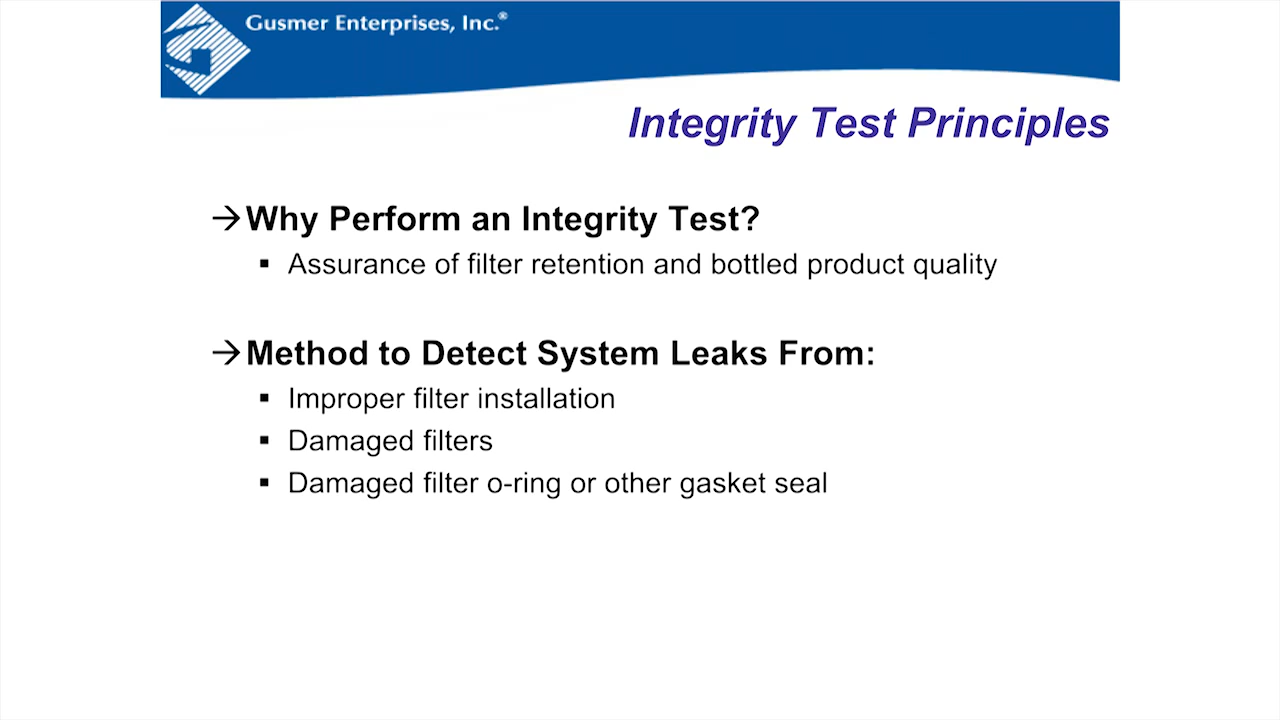 Gusmer Enterprises, Inc.®
Integrity Test Principles
→Why Perform an Integrity Test?
▪ Assurance of filter retention and bottled product quality
→Method to Detect System Leaks From:
▪ Improper filter installation
▪ Damaged filters
▪ Damaged filter o-ring or other gasket seal